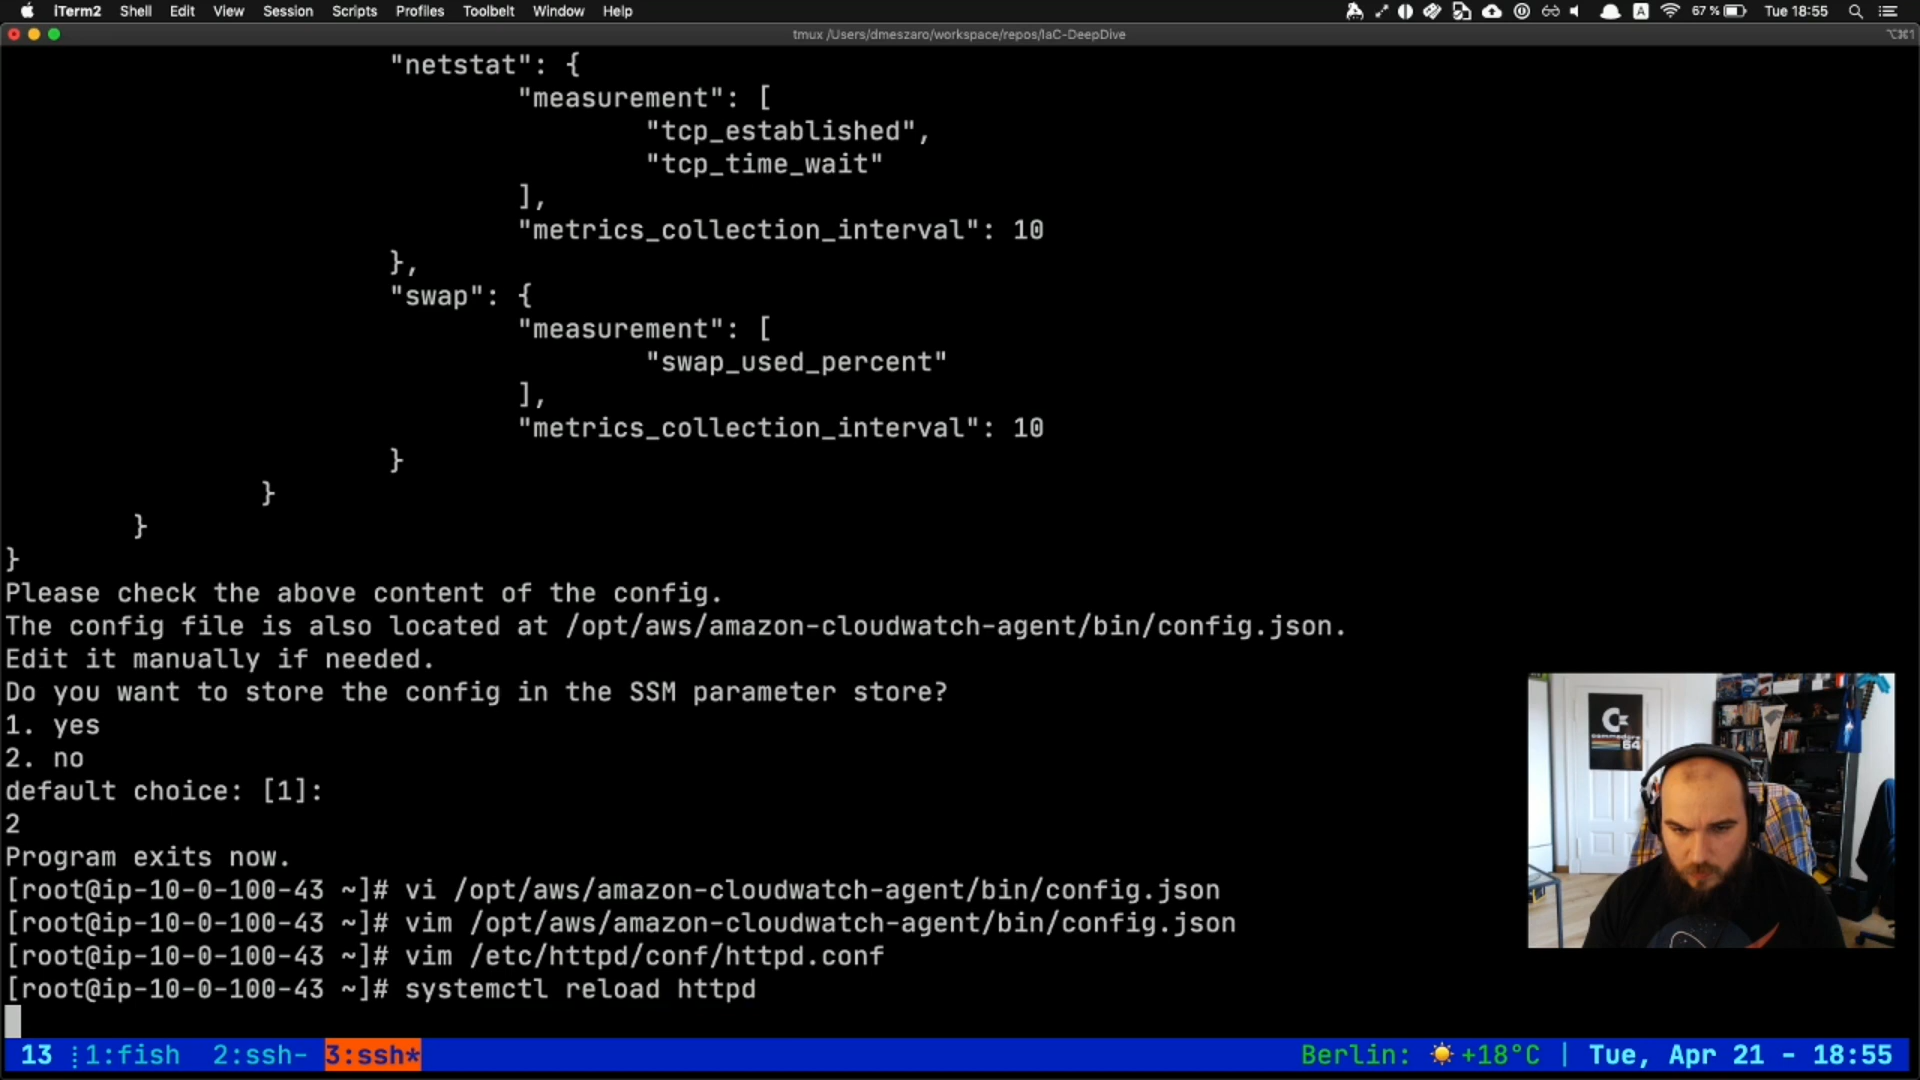 iTerm2 Shell Edit View Session Scripts Profiles Toolbelt Window Help
67 % Tue 18:55
tmux /Users/dmeszaro/workspace/repos/IaC-DeepDive
⌥⌘1
"netstat": {
"measurement": [
"tcp_established",
"tcp_time_wait"
],
"metrics_collection_interval": 10
},
"swap": {
"measurement": [
"swap_used_percent"
],
"metrics_collection_interval": 10
}
}
}
}
Please check the above content of the config.
The config file is also located at /opt/aws/amazon-cloudwatch-agent/bin/config.json.
Edit it manually if needed.
Do you want to store the config in the SSM parameter store?
1. yes
2. no
default choice: [1]:
2
Program exits now.
[root@ip-10-0-100-43 ~]# vi /opt/aws/amazon-cloudwatch-agent/bin/config.json
[root@ip-10-0-100-43 ~]# vim /opt/aws/amazon-cloudwatch-agent/bin/config.json
[root@ip-10-0-100-43 ~]# vim /etc/httpd/conf/httpd.conf
[root@ip-10-0-100-43 ~]# systemctl reload httpd
commodore
64
13 1:fish 2:ssh- 3:ssh*
Berlin: +18°C | Tue, Apr 21 - 18:55